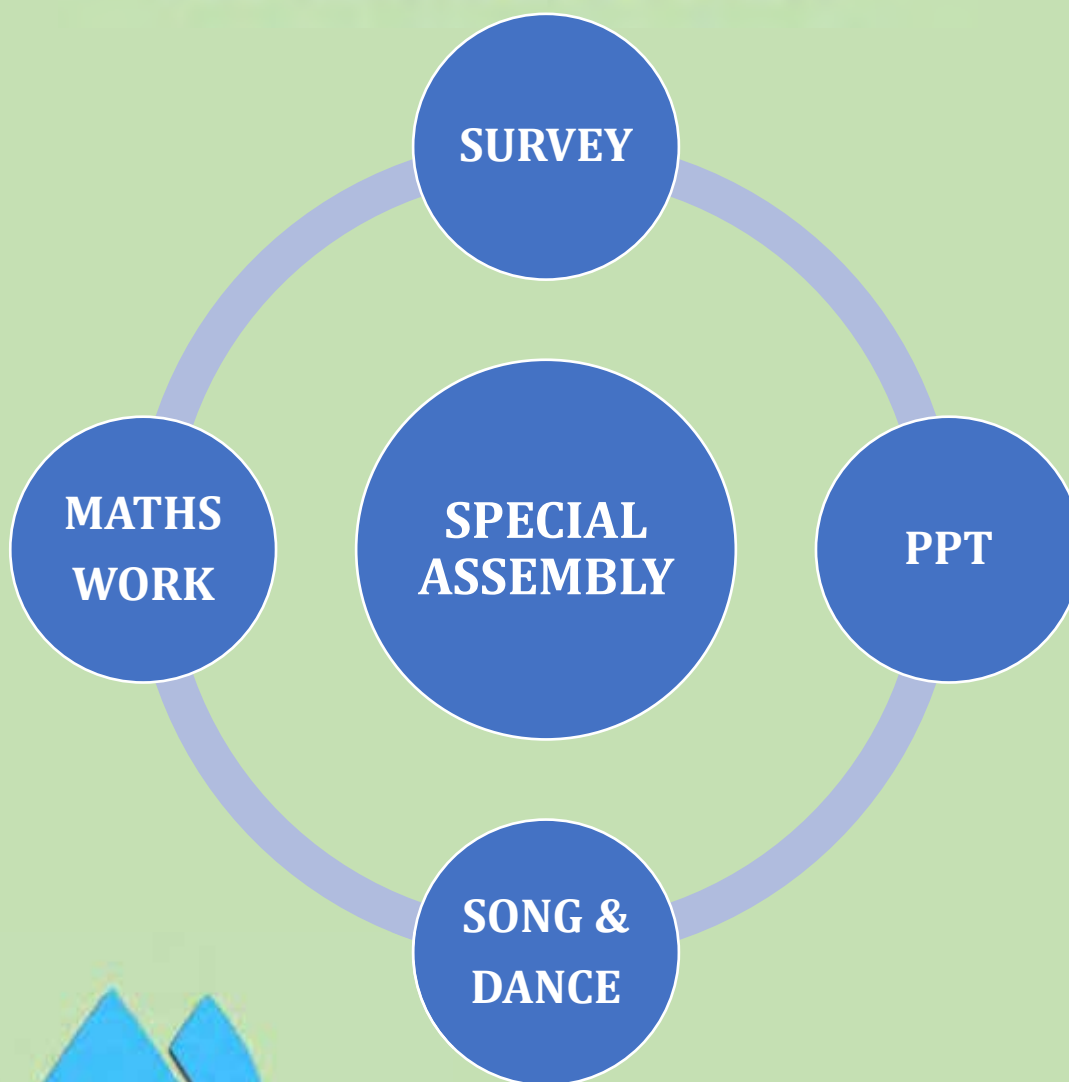 SURVEY
MATHS
WORK
SPECIAL
ASSEMBLY
PPT
SONG &
DANCE